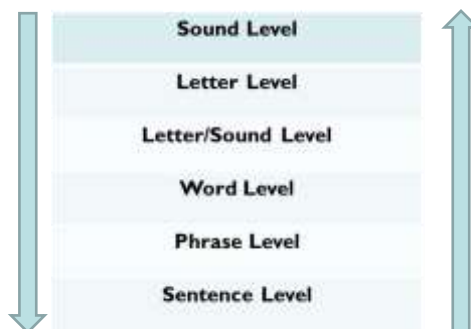 Sound Level
Letter Level
Letter/Sound Level
Word Level
Phrase Level
Sentence Level